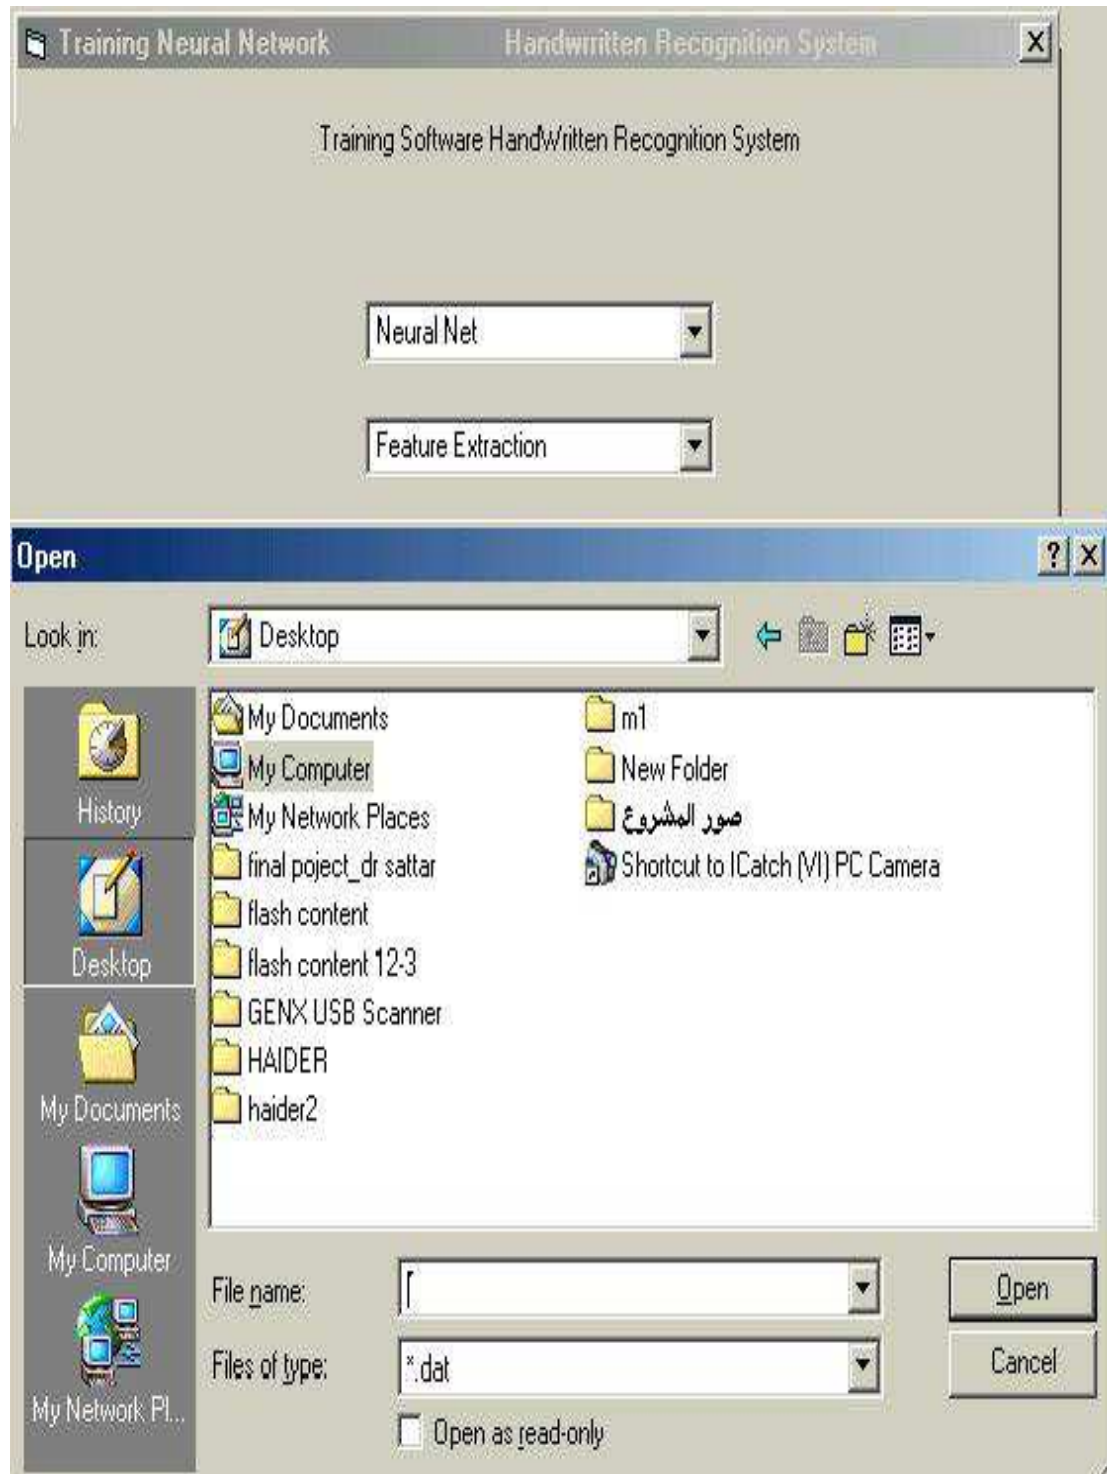 Training Neural Network Handwrritten Recognition System
Training Software HandWritten Recognition System
Neural Net
Feature Extraction
Open
Look in:
Desktop
History
Desktop
My Documents
My Computer
My Network Pl...
My Documents
My Computer
My Network Places
final poject_dr sattar
flash content
flash content 12-3
GENX USB Scanner
HAIDER
haider2
m1
New Folder
صور المشروع
Shortcut to ICatch (VI) PC Camera
File name:
Open
Files of type:
*.dat
Cancel
Open as read-only